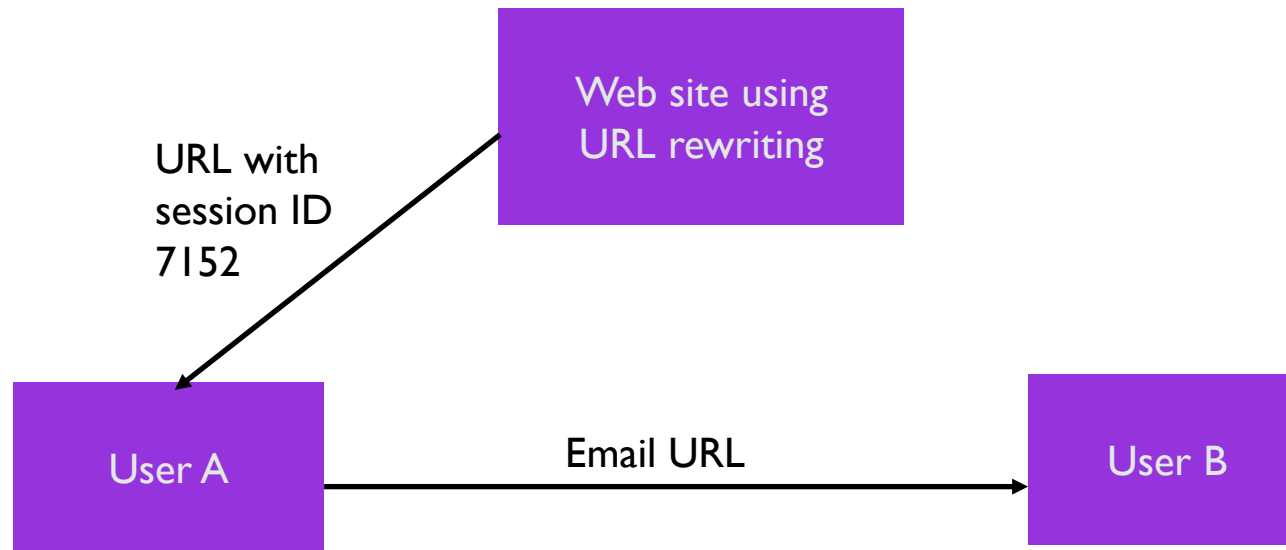 Web site using
URL rewriting
URL with
session ID
7152
User A
Email URL
User B